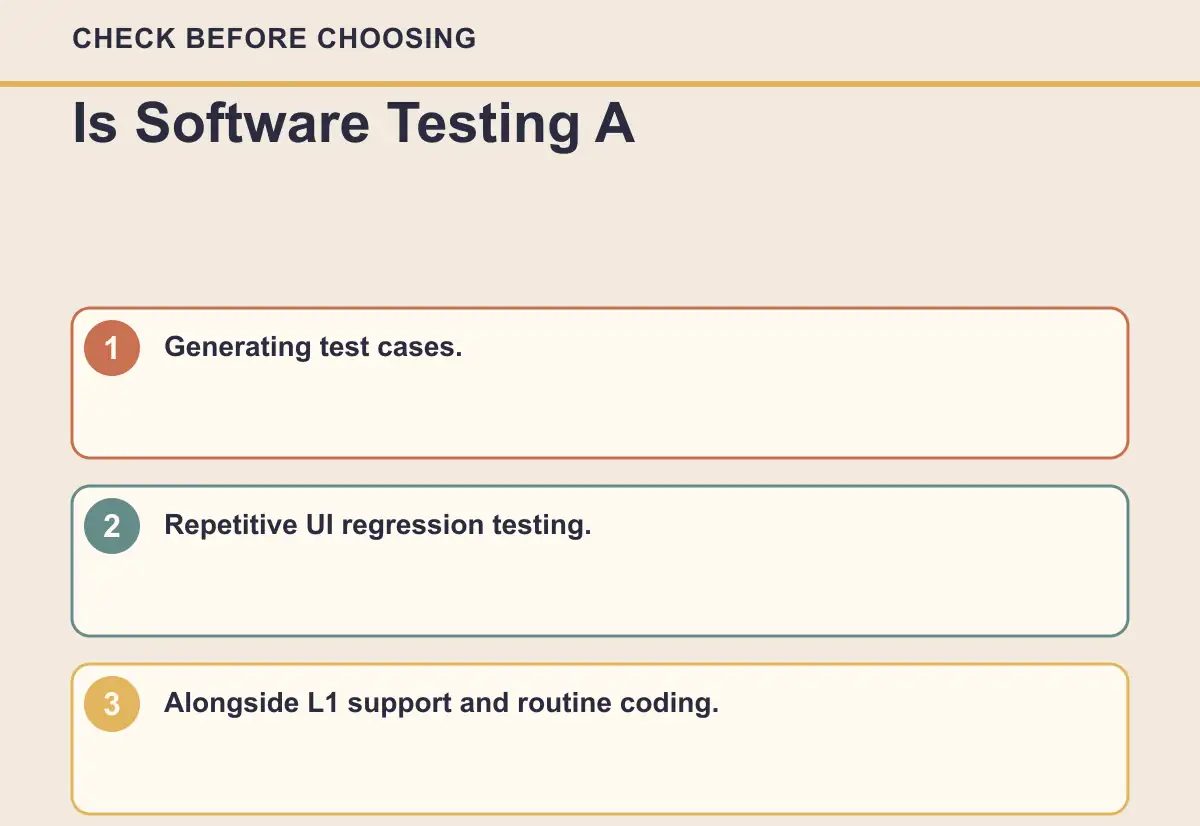 CHECK BEFORE CHOOSING
Is Software Testing A
1 Generating test cases.
2 Repetitive UI regression testing.
3 Alongside L1 support and routine coding.